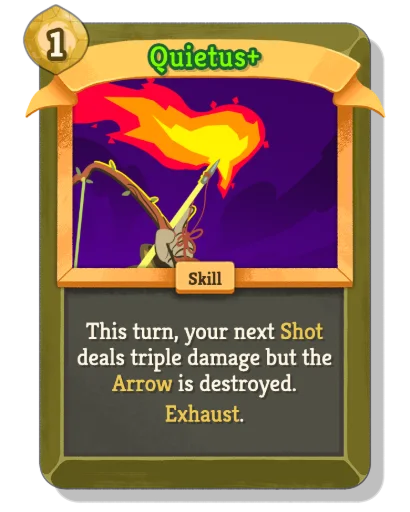 1
Quietus+
Skill
This turn, your next Shot
deals triple damage but the
Arrow is destroyed.
Exhaust.